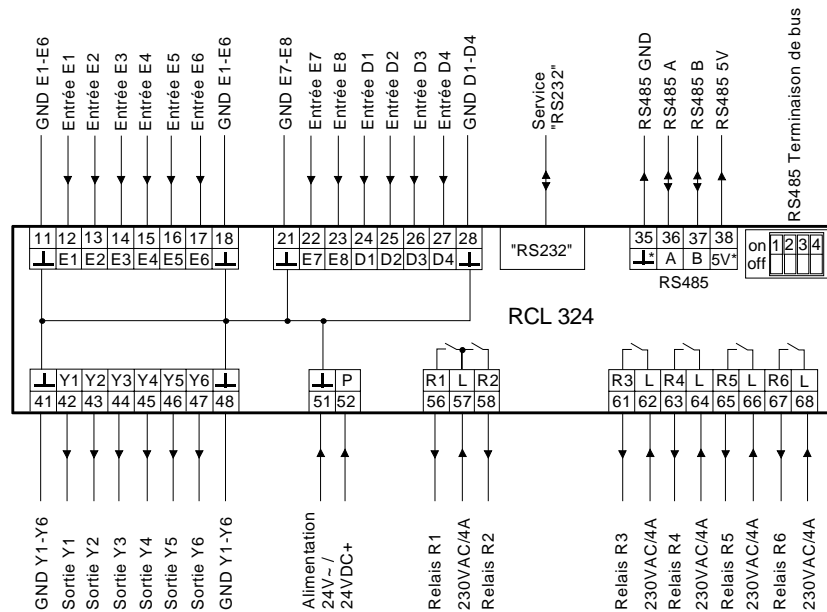 GND E1-E6
Entrée E1
Entrée E2
Entrée E3
Entrée E4
Entrée E5
Entrée E6
GND E1-E6
GND E7-E8
Entrée E7
Entrée E8
Entrée D1
Entrée D2
Entrée D3
Entrée D4
GND D1-D4
Service
"RS232"
RS485 GND
RS485 A
RS485 B
RS485 5V
RS485 Terminaison de bus
11 12 13 14 15 16 17 18
E1 E2 E3 E4 E5 E6
21 22 23 24 25 26 27 28
E7 E8 D1 D2 D3 D4
"RS232"
35 36 37 38
* A B 5V*
RS485
on 1 2 3 4
off
RCL 324
Y1 Y2 Y3 Y4 Y5 Y6
41 42 43 44 45 46 47 48
P
51 52
R1 L R2
56 57 58
R3 L R4 L R5 L R6 L
61 62 63 64 65 66 67 68
GND Y1-Y6
Sortie Y1
Sortie Y2
Sortie Y3
Sortie Y4
Sortie Y5
Sortie Y6
GND Y1-Y6
Alimentation
24V~ /
24VDC+
Relais R1
230VAC/4A
Relais R2
Relais R3
230VAC/4A
Relais R4
230VAC/4A
Relais R5
230VAC/4A
Relais R6
230VAC/4A